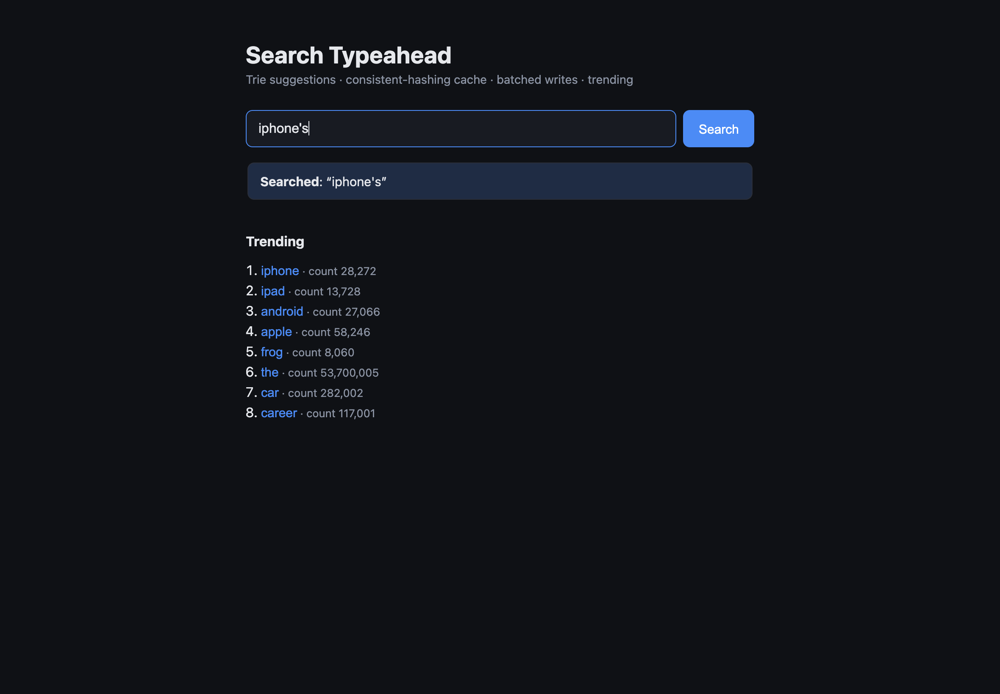 Search Typeahead
Trie suggestions · consistent-hashing cache · batched writes · trending
iphone's
Search
Searched: “iphone's”
Trending
1. iphone · count 28,272
2. ipad · count 13,728
3. android · count 27,066
4. apple · count 58,246
5. frog · count 8,060
6. the · count 53,700,005
7. car · count 282,002
8. career · count 117,001